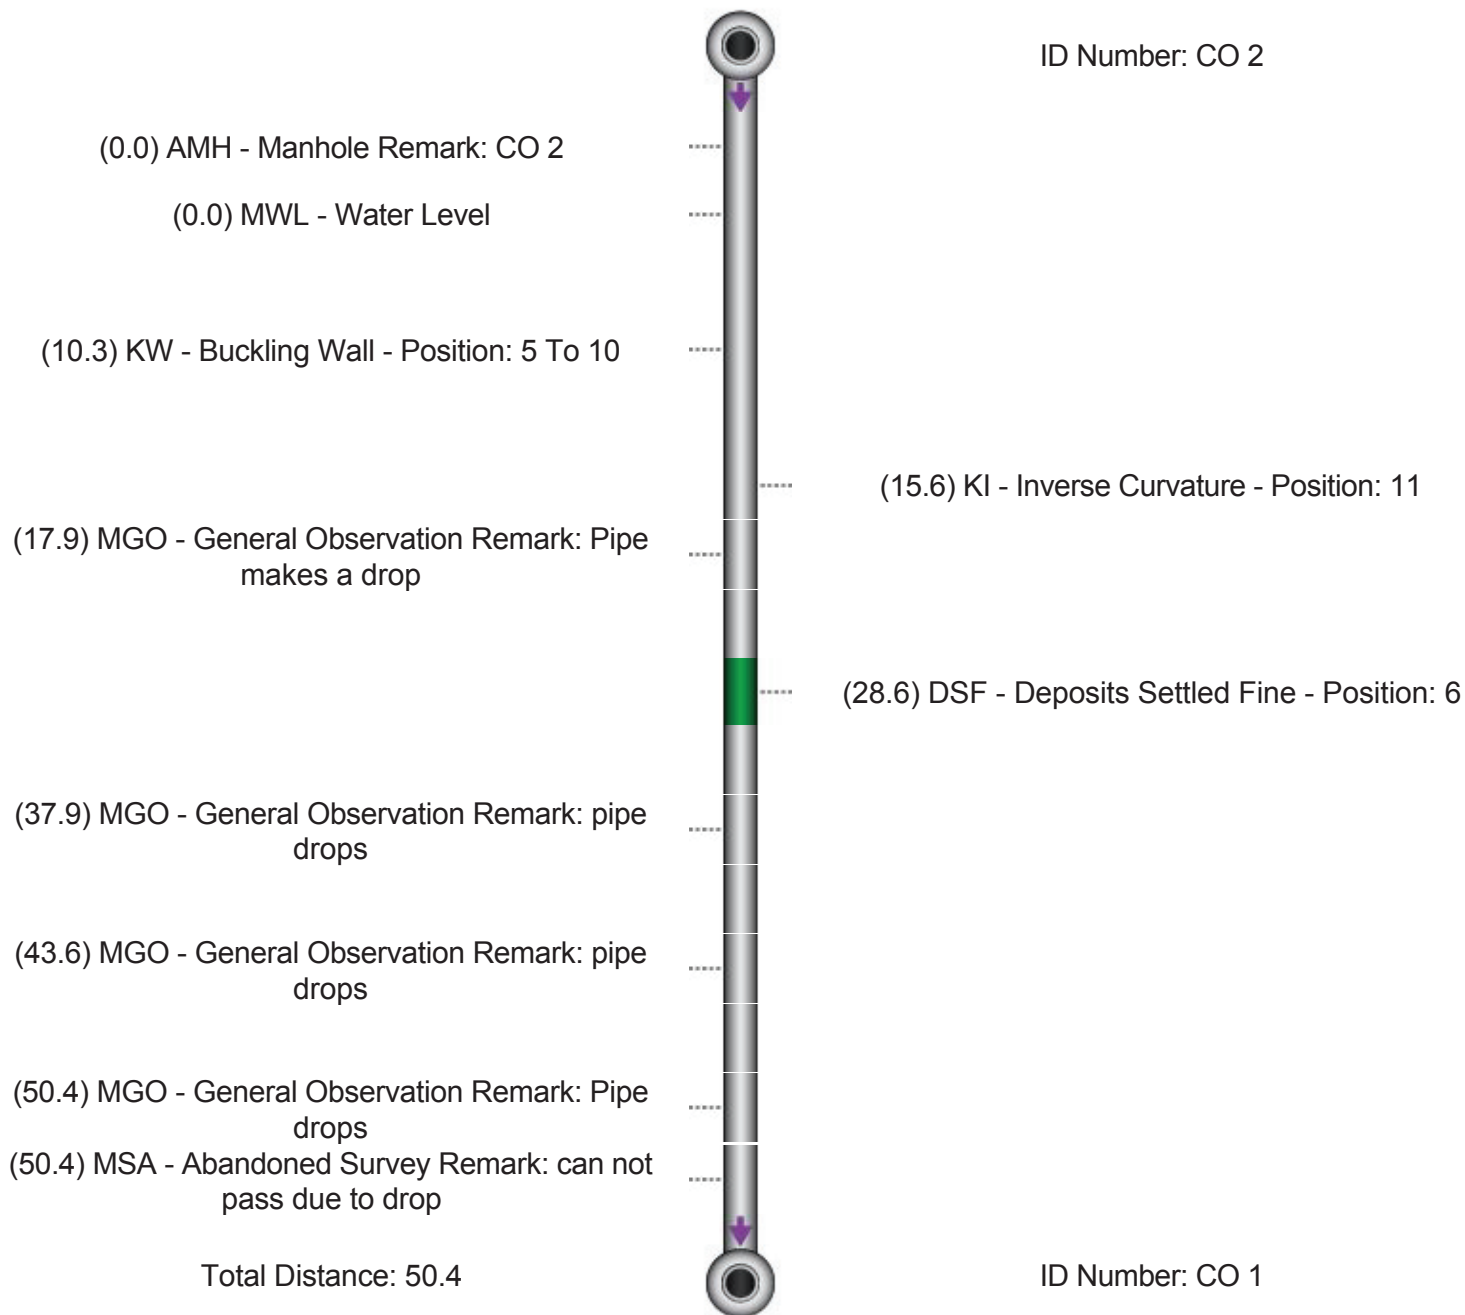 ID Number: CO 2
(0.0) AMH - Manhole Remark: CO 2
(0.0) MWL - Water Level
(10.3) KW - Buckling Wall - Position: 5 To 10
(15.6) KI - Inverse Curvature - Position: 11
(17.9) MGO - General Observation Remark: Pipe
makes a drop
(28.6) DSF - Deposits Settled Fine - Position: 6
(37.9) MGO - General Observation Remark: pipe
drops
(43.6) MGO - General Observation Remark: pipe
drops
(50.4) MGO - General Observation Remark: Pipe
drops
(50.4) MSA - Abandoned Survey Remark: can not
pass due to drop
Total Distance: 50.4
ID Number: CO 1